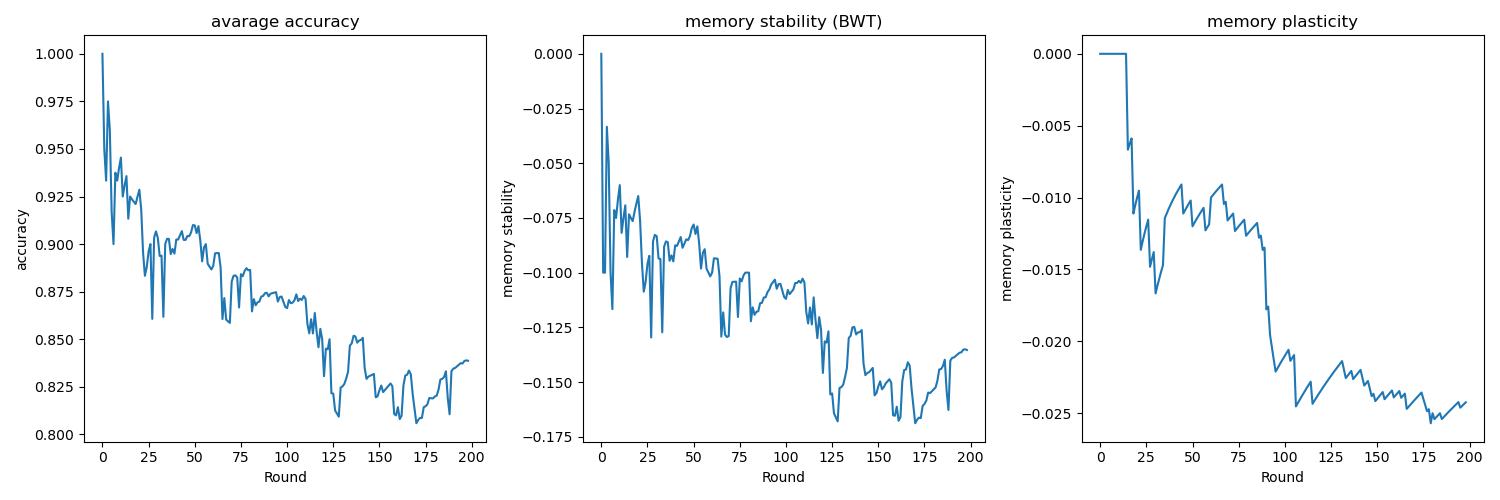 avarage accuracy
accuracy
1.000
0.975
0.950
0.925
0.900
0.875
0.850
0.825
0.800
0 25 50 75 100 125 150 175 200
Round
memory stability (BWT)
memory stability
0.000
−0.025
−0.050
−0.075
−0.100
−0.125
−0.150
−0.175
0 25 50 75 100 125 150 175 200
Round
memory plasticity
memory plasticity
0.000
−0.005
−0.010
−0.015
−0.020
−0.025
0 25 50 75 100 125 150 175 200
Round